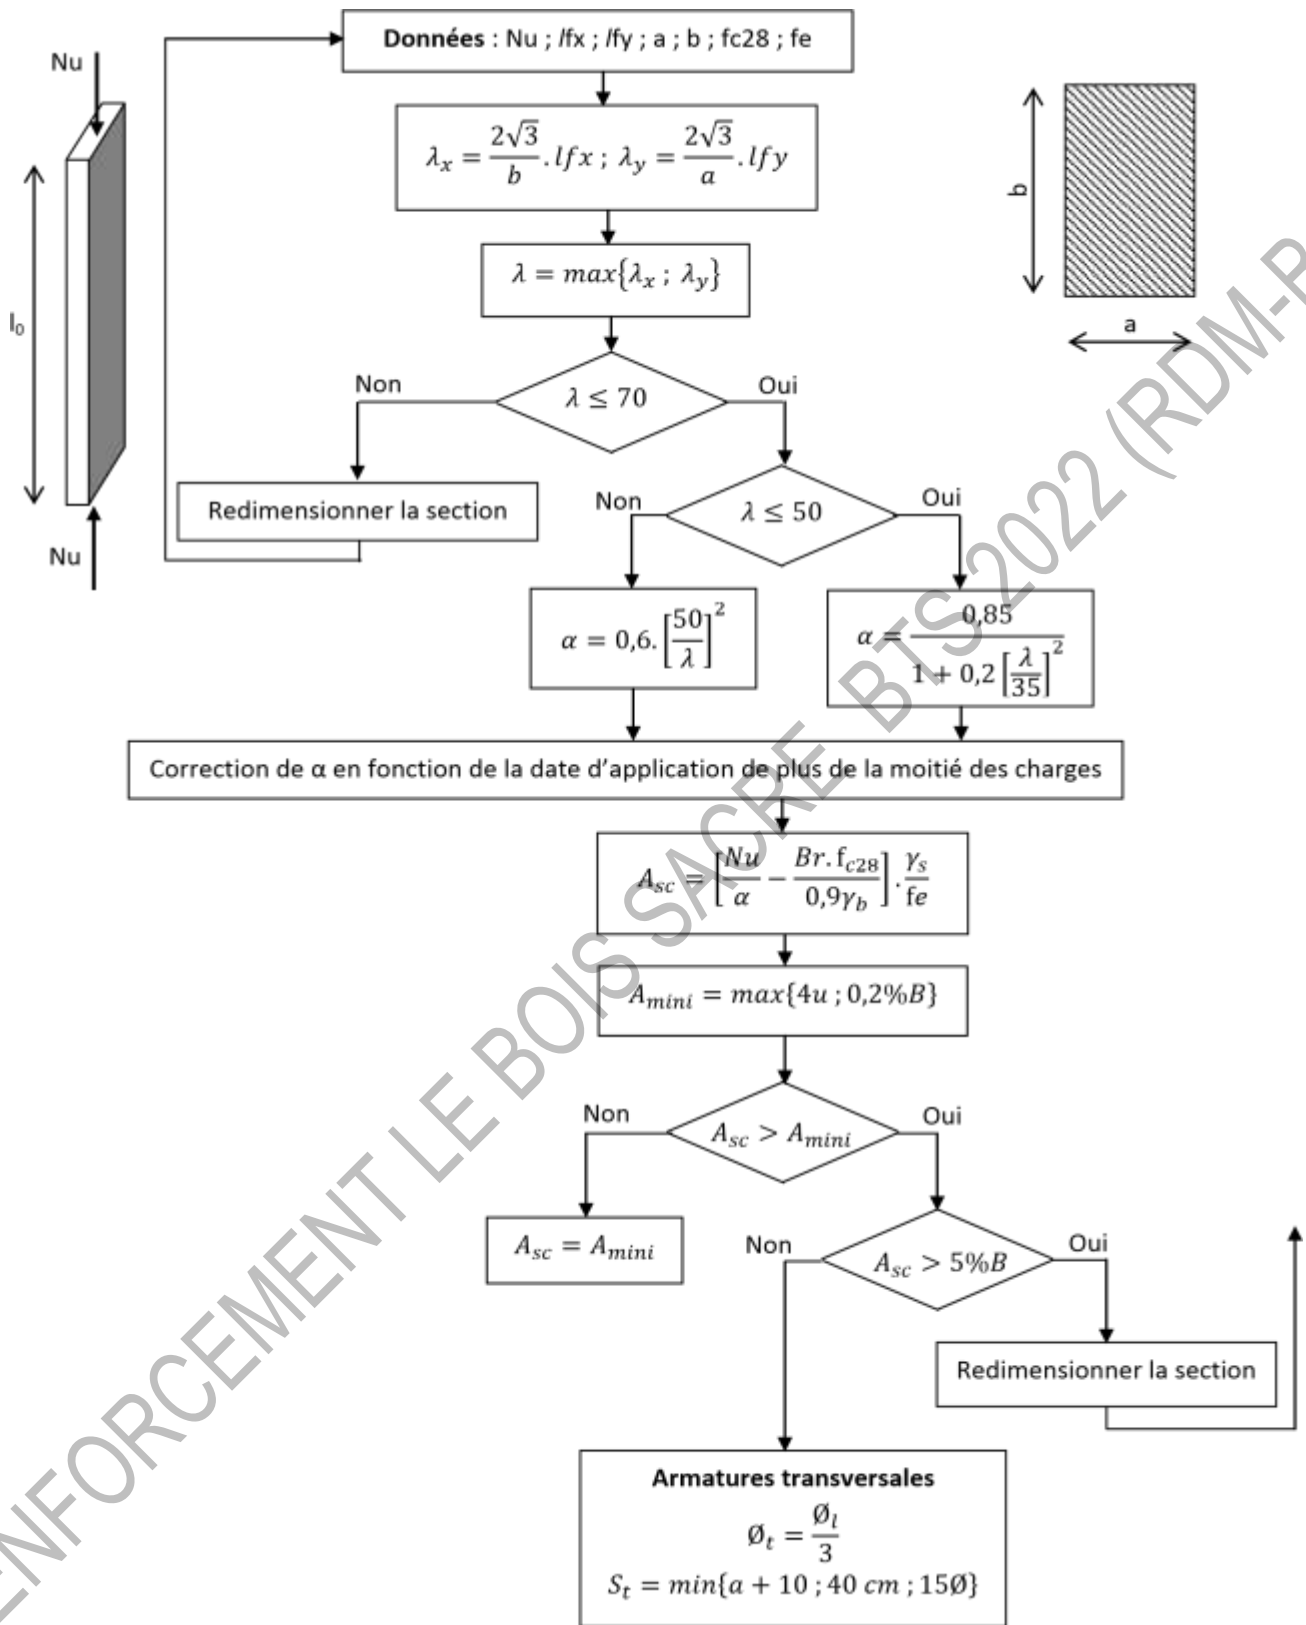 Données : Nu ; lfx ; lfy ; a ; b ; fc28 ; fe
Nu
λx = 2√3/b . lfx ; λy = 2√3/a . lfy
b
a
λ = max{λx ; λy}
l0
Non
Oui
λ ≤ 70
Redimensionner la section
Non
Oui
λ ≤ 50
Nu
α = 0,6. [50/λ]²
α = 0,85/(1 + 0,2 [λ/35]²)
Correction de α en fonction de la date d'application de plus de la moitié des charges
Asc = [Nu/α − Br. fc28/0,9γb] . γs/fe
Amini = max{4u ; 0,2%B}
Non
Oui
Asc > Amini
Asc = Amini
Non
Oui
Asc > 5%B
Redimensionner la section
Armatures transversales
Øt = Øl/3
St = min{a + 10 ; 40 cm ; 15Ø}
ENFORCEMENT LE BOIS SACRE BTS 2022 (RDM-B